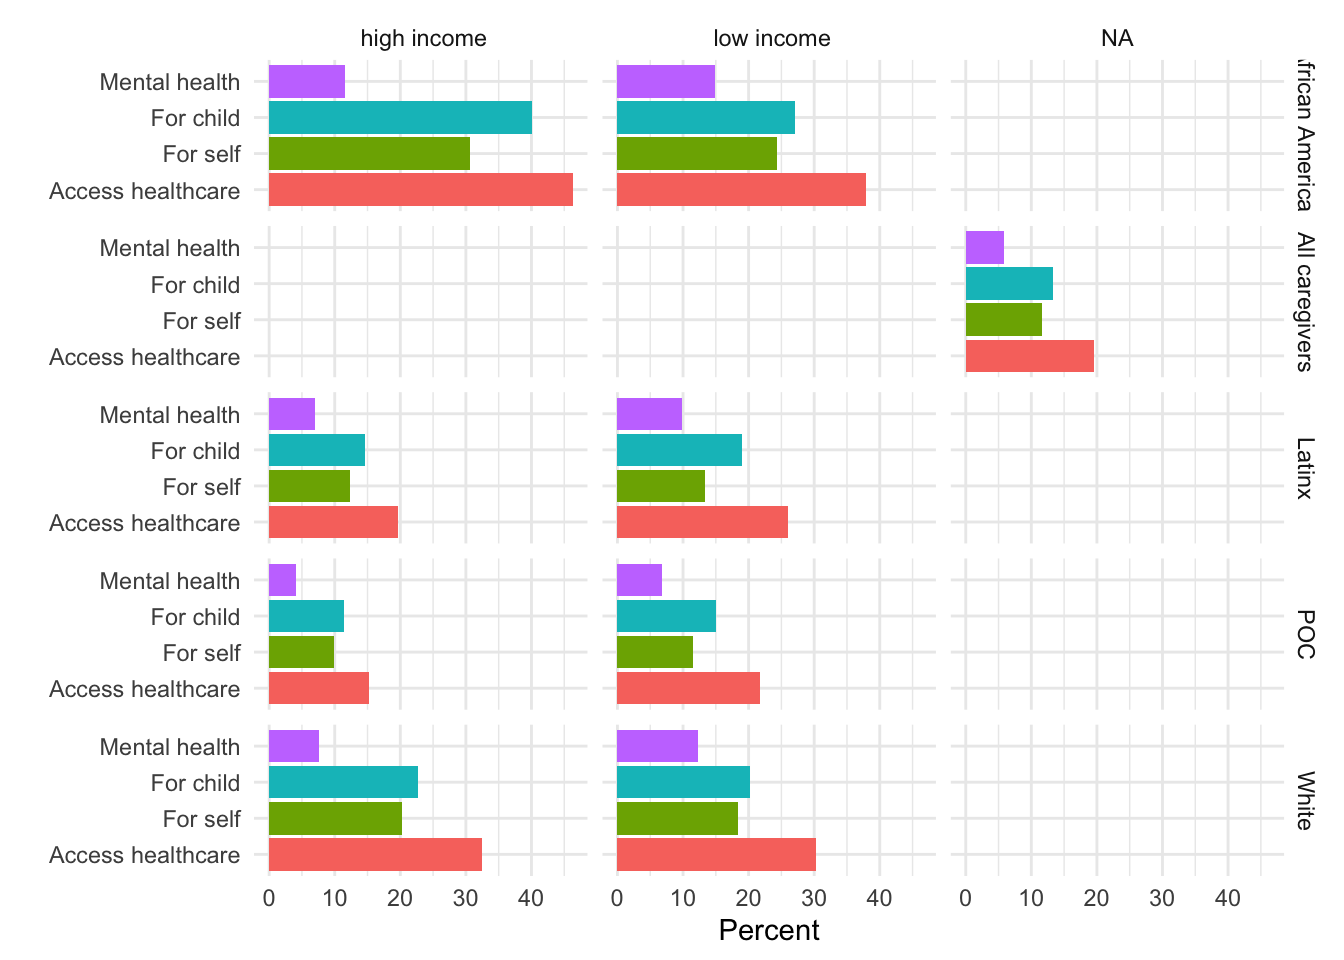 high income low income NA
Mental health
For child
For self
Access healthcare
frican America
Mental health
For child
For self
Access healthcare
All caregivers
Mental health
For child
For self
Access healthcare
Latinx
Mental health
For child
For self
Access healthcare
POC
Mental health
For child
For self
Access healthcare
White
0 10 20 30 40 0 10 20 30 40 0 10 20 30 40
Percent